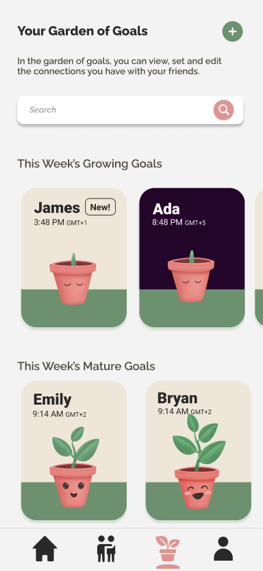 Your Garden of Goals
In the garden of goals, you can view, set and edit
the connections you have with your friends.
Search
This Week's Growing Goals
James New!
3:48 PM GMT+1
Ada
8:48 PM GMT+5
This Week's Mature Goals
Emily
9:14 AM GMT+2
Bryan
9:14 AM GMT+2